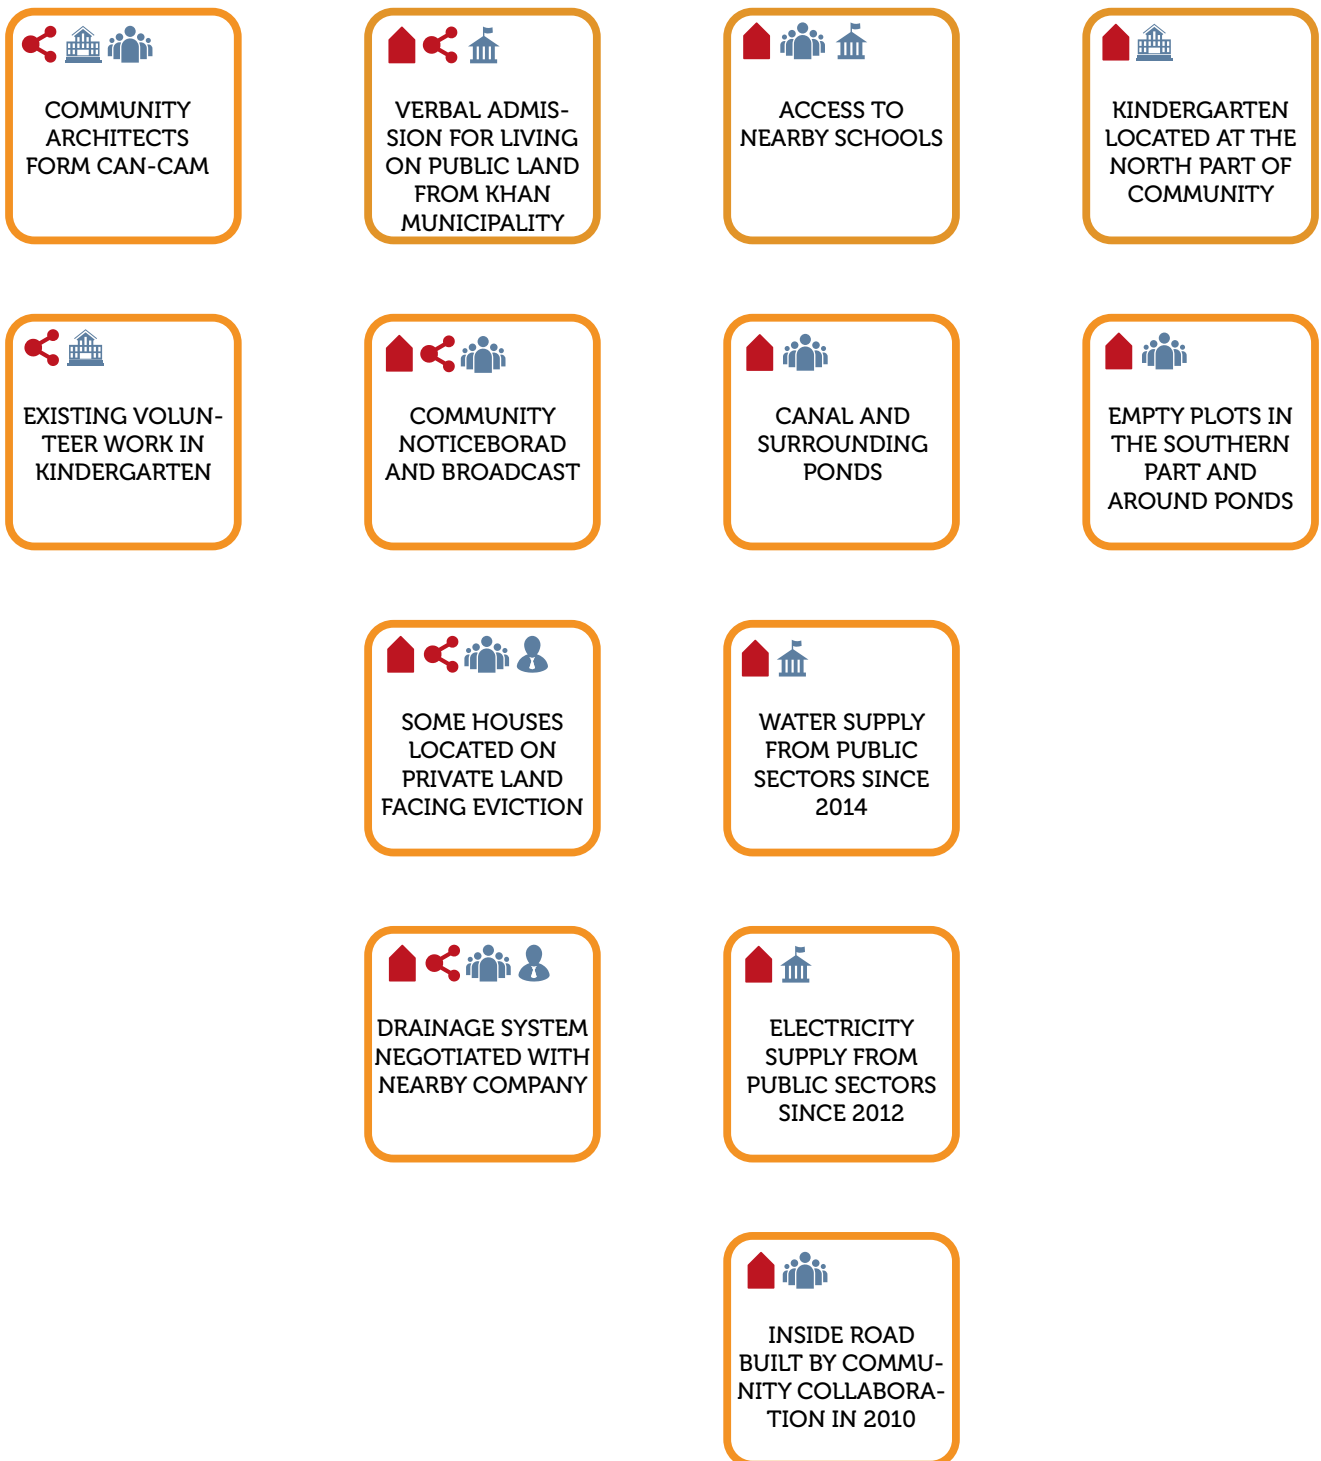 COMMUNITY
ARCHITECTS
FORM CAN-CAM
VERBAL ADMIS-
SION FOR LIVING
ON PUBLIC LAND
FROM KHAN
MUNICIPALITY
ACCESS TO
NEARBY SCHOOLS
KINDERGARTEN
LOCATED AT THE
NORTH PART OF
COMMUNITY
EXISTING VOLUN-
TEER WORK IN
KINDERGARTEN
COMMUNITY
NOTICEBORAD
AND BROADCAST
CANAL AND
SURROUNDING
PONDS
EMPTY PLOTS IN
THE SOUTHERN
PART AND
AROUND PONDS
SOME HOUSES
LOCATED ON
PRIVATE LAND
FACING EVICTION
WATER SUPPLY
FROM PUBLIC
SECTORS SINCE
2014
DRAINAGE SYSTEM
NEGOTIATED WITH
NEARBY COMPANY
ELECTRICITY
SUPPLY FROM
PUBLIC SECTORS
SINCE 2012
INSIDE ROAD
BUILT BY COMMU-
NITY COLLABORA-
TION IN 2010